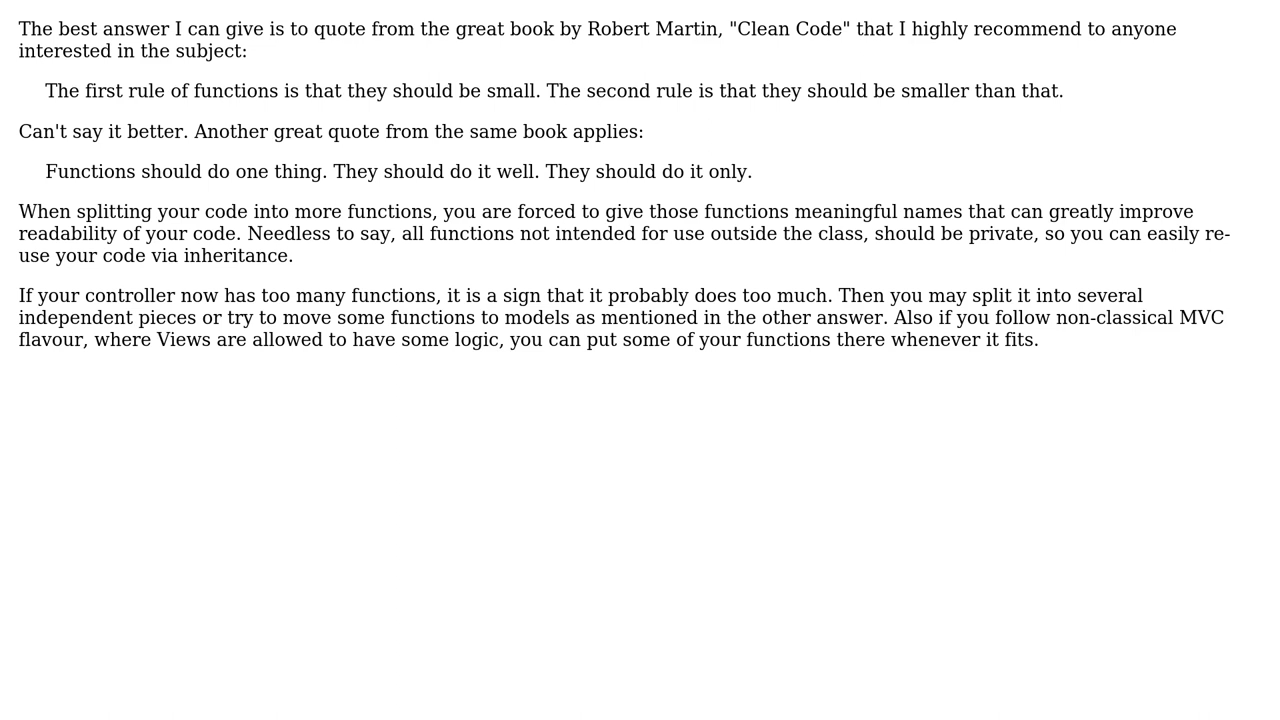 The best answer I can give is to quote from the great book by Robert Martin, "Clean Code" that I highly recommend to anyone
interested in the subject:
The first rule of functions is that they should be small. The second rule is that they should be smaller than that.
Can't say it better. Another great quote from the same book applies:
Functions should do one thing. They should do it well. They should do it only.
When splitting your code into more functions, you are forced to give those functions meaningful names that can greatly improve
readability of your code. Needless to say, all functions not intended for use outside the class, should be private, so you can easily re-
use your code via inheritance.
If your controller now has too many functions, it is a sign that it probably does too much. Then you may split it into several
independent pieces or try to move some functions to models as mentioned in the other answer. Also if you follow non-classical MVC
flavour, where Views are allowed to have some logic, you can put some of your functions there whenever it fits.